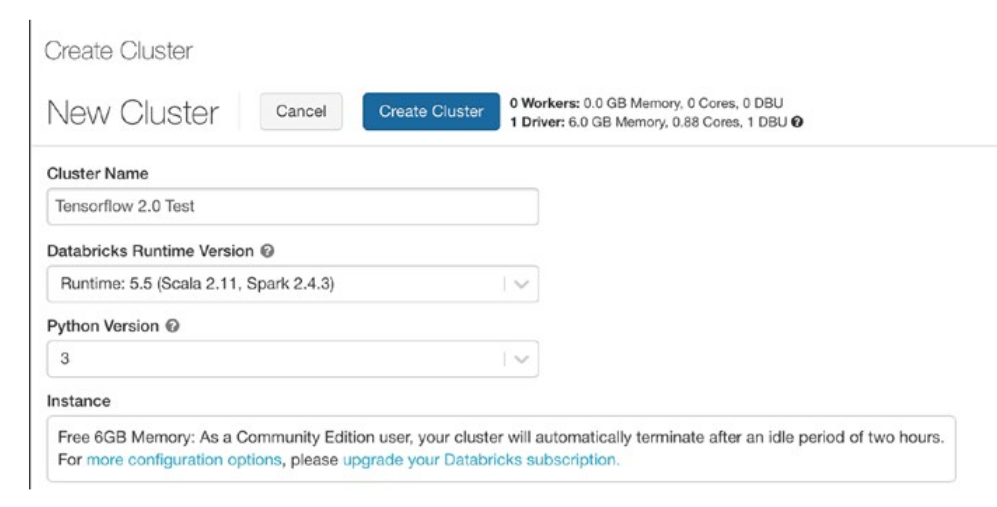 Create Cluster
New Cluster
Cancel
Create Cluster
0 Workers: 0.0 GB Memory, 0 Cores, 0 DBU
1 Driver: 6.0 GB Memory, 0.88 Cores, 1 DBU ?
Cluster Name
Tensorflow 2.0 Test
Databricks Runtime Version ?
Runtime: 5.5 (Scala 2.11, Spark 2.4.3)
Python Version ?
3
Instance
Free 6GB Memory: As a Community Edition user, your cluster will automatically terminate after an idle period of two hours.
For more configuration options, please upgrade your Databricks subscription.